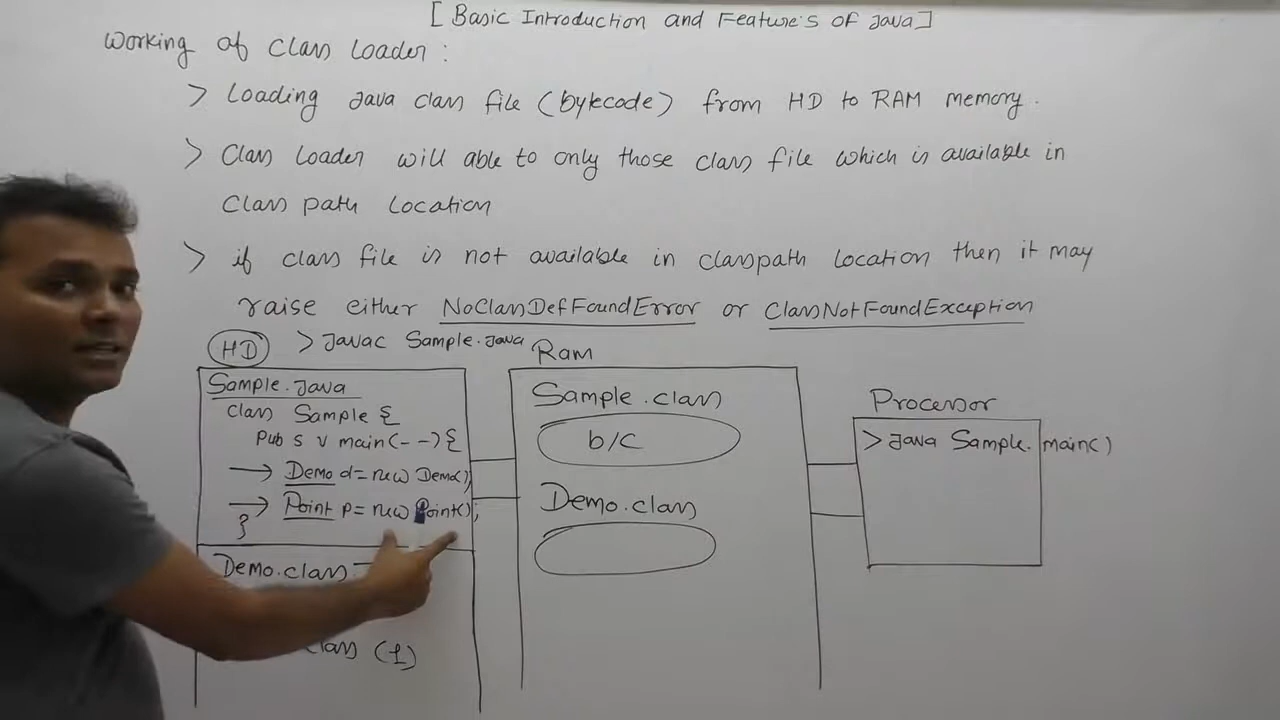 [ Basic Introduction and Feature's of Java ]
Working of Class Loader :
> Loading Java class file (bytecode) from HD to RAM memory.
> Class Loader will able to only those class file which is available in
Class path Location
> if class file is not available in classpath location then it may
raise either NoClassDefFoundError or ClassNotFoundException
HD > Javac Sample.java
Sample.java
Class Sample {
Pub s v main(- -) {
→ Demo d = new Demo();
→ Point p = new Point();
}
Demo.class
class (1)
Ram
Sample.class
b/c
Demo.class
Processor
> Java Sample. main()